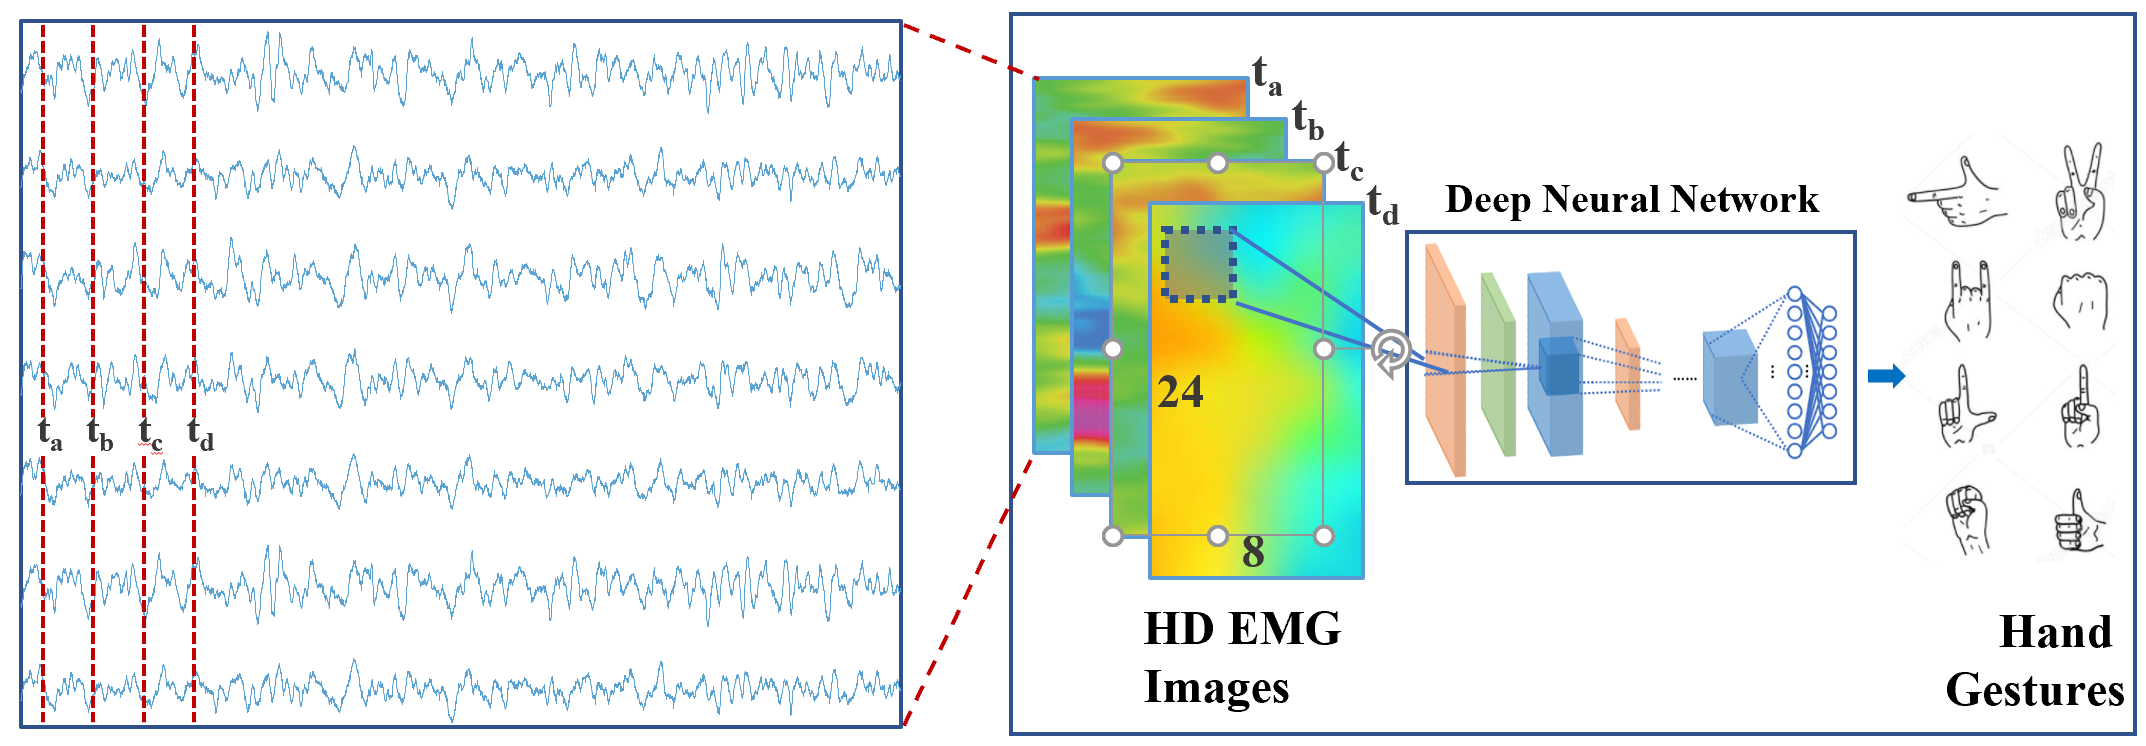 t_a t_b t_c t_d
t_a
t_b
t_c
t_d
Deep Neural Network
24
8
......
HD EMG
Images
Hand
Gestures